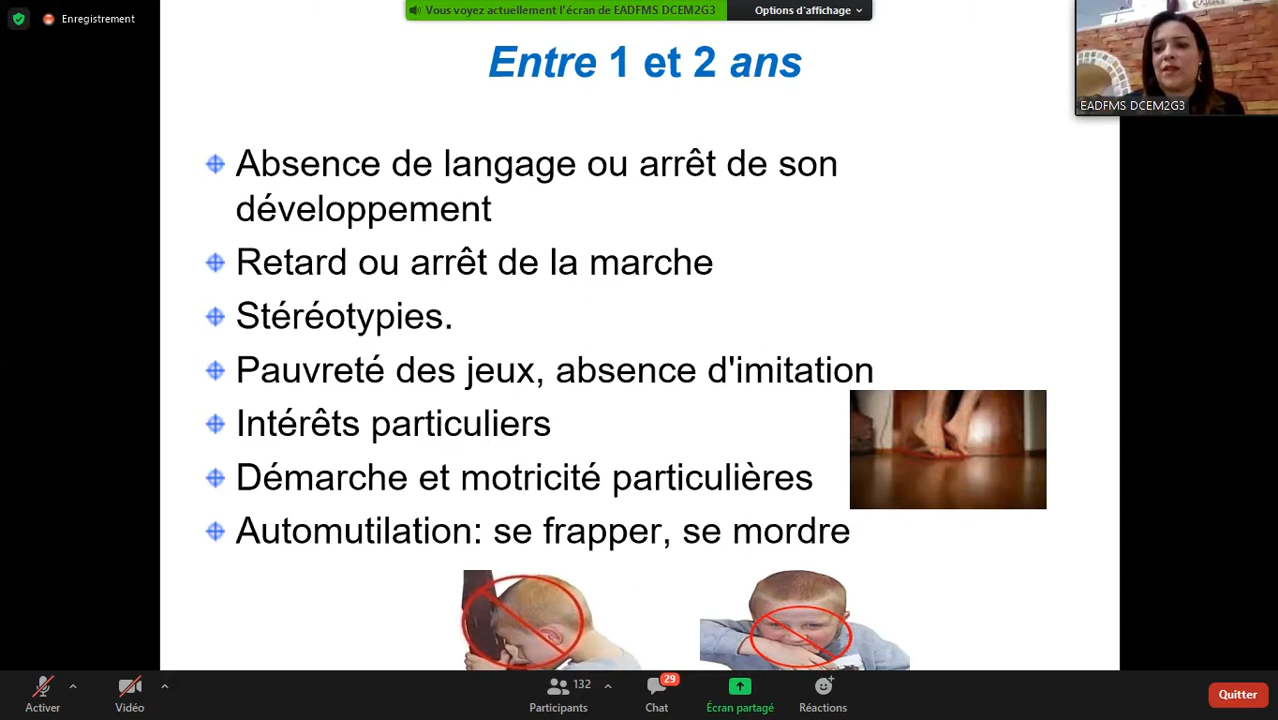 Enregistrement
Vous voyez actuellement l'écran de EADFMS DCEM2G3
Options d'affichage
EADFMS DCEM2G3
Entre 1 et 2 ans
Absence de langage ou arrêt de son
développement
Retard ou arrêt de la marche
Stéréotypies.
Pauvreté des jeux, absence d'imitation
Intérêts particuliers
Démarche et motricité particulières
Automutilation: se frapper, se mordre
Activer
Vidéo
132
Participants
29
Chat
Écran partagé
Réactions
Quitter